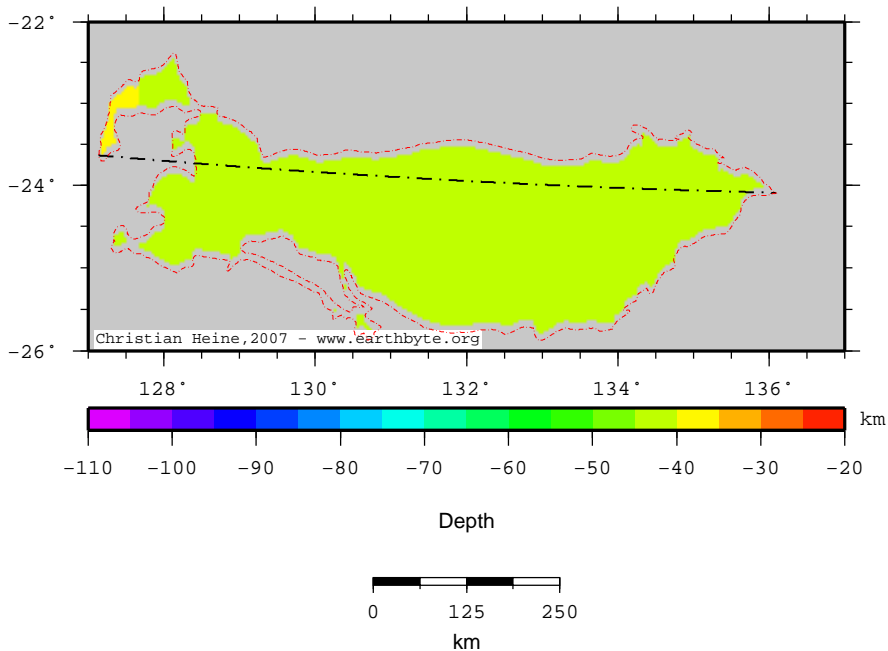 −22°
−24°
−26°
Christian Heine,2007 - www.earthbyte.org
128° 130° 132° 134° 136°
km
−110 −100 −90 −80 −70 −60 −50 −40 −30 −20
Depth
0 125 250
km